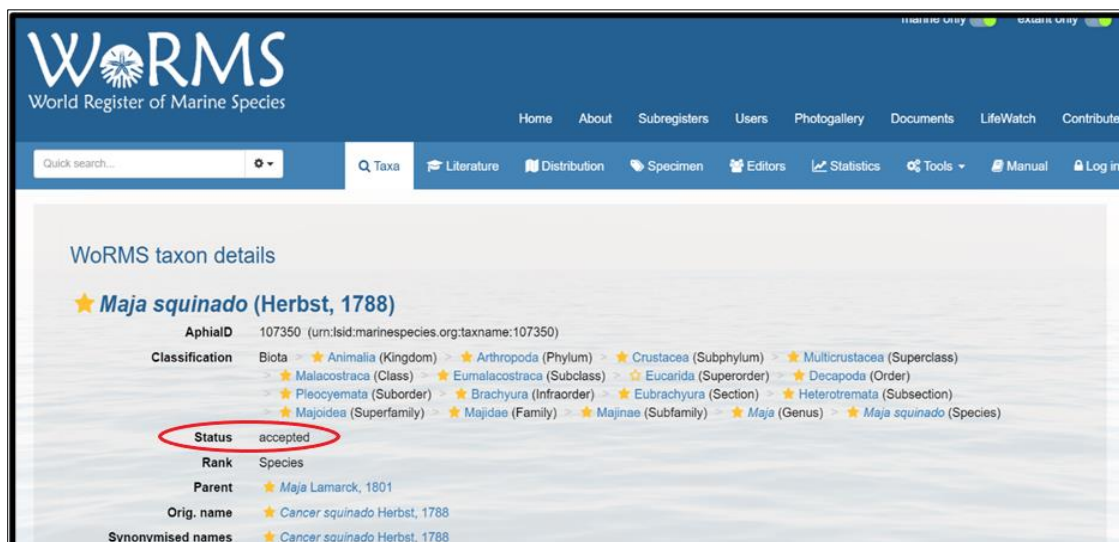 marine only extant only
WoRMS
World Register of Marine Species
Home About Subregisters Users Photogallery Documents LifeWatch Contribute
Quick search... Taxa Literature Distribution Specimen Editors Statistics Tools Manual Log in
WoRMS taxon details
Maja squinado (Herbst, 1788)
AphiaID 107350 (urn:lsid:marinespecies.org:taxname:107350)
Classification Biota > Animalia (Kingdom) > Arthropoda (Phylum) > Crustacea (Subphylum) > Multicrustacea (Superclass)
> Malacostraca (Class) > Eumalacostraca (Subclass) > Eucarida (Superorder) > Decapoda (Order)
> Pleocyemata (Suborder) > Brachyura (Infraorder) > Eubrachyura (Section) > Heterotremata (Subsection)
> Majoidea (Superfamily) > Majidae (Family) > Majinae (Subfamily) > Maja (Genus) > Maja squinado (Species)
Status accepted
Rank Species
Parent Maja Lamarck, 1801
Orig. name Cancer squinado Herbst, 1788
Synonymised names Cancer squinado Herbst, 1788